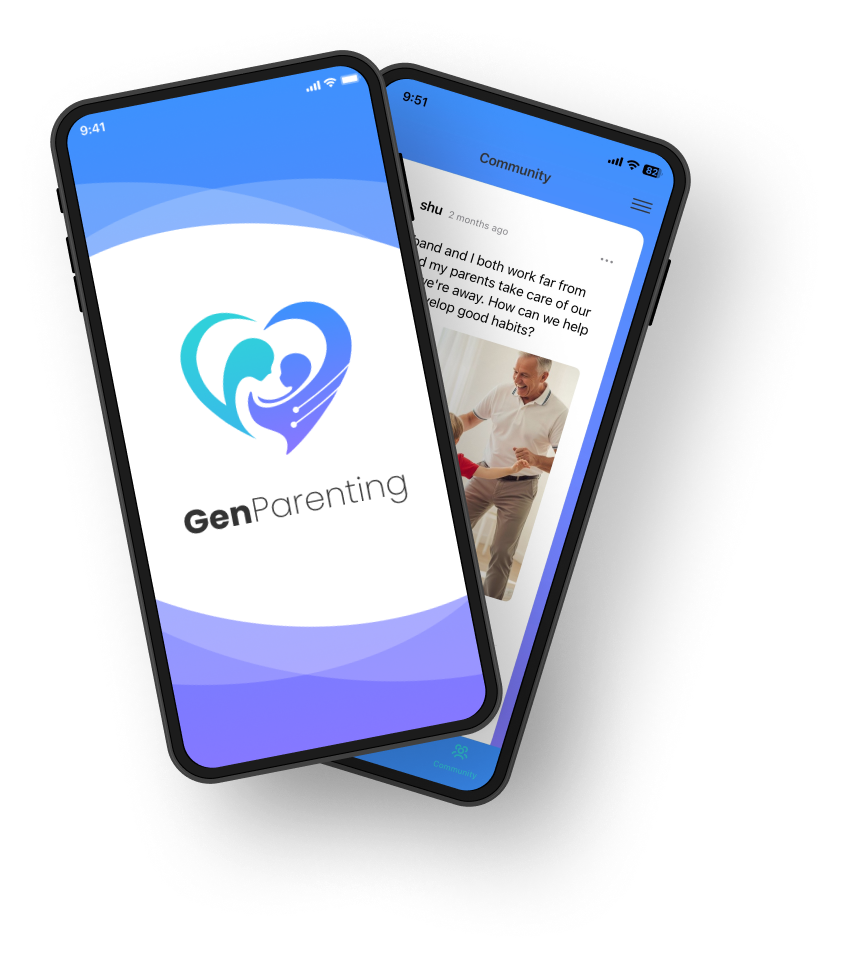 9:41
GenParenting
9:51
82
Community
shu 2 months ago
band and I both work far from
d my parents take care of our
we're away. How can we help
velop good habits?
Community